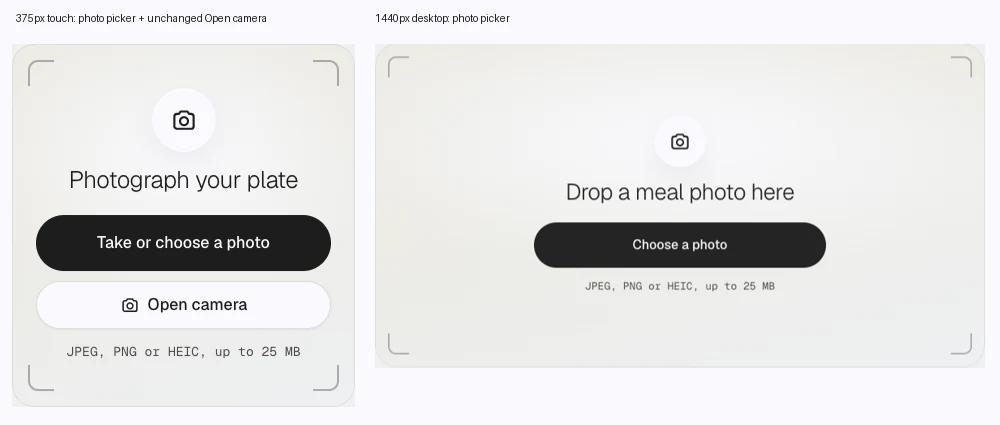 375px touch: photo picker + unchanged Open camera
Photograph your plate
Take or choose a photo
Open camera
JPEG, PNG or HEIC, up to 25 MB
1440px desktop: photo picker
Drop a meal photo here
Choose a photo
JPEG, PNG or HEIC, up to 25 MB